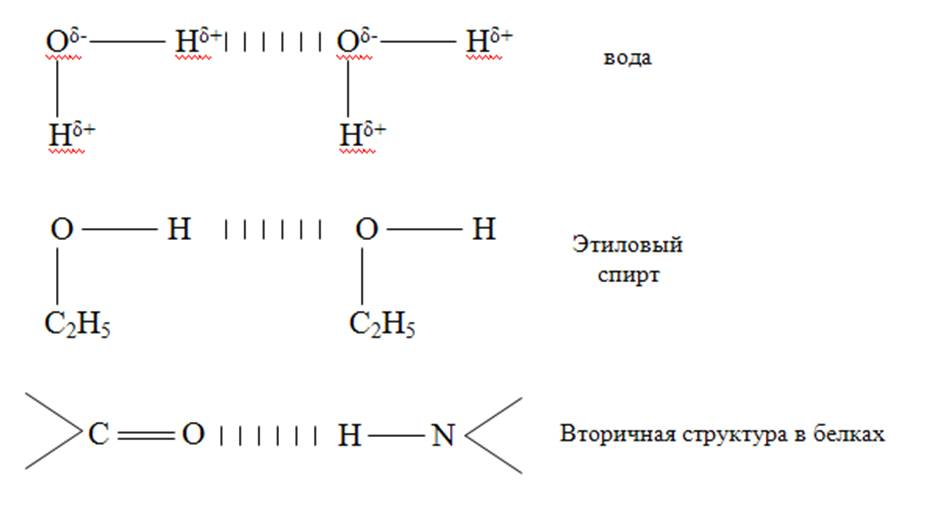 Oδ- Hδ+ Oδ- Hδ+ вода
Hδ+ Hδ+
O H O H Этиловый
спирт
C₂H₅ C₂H₅
C O H N Вторичная структура в белках